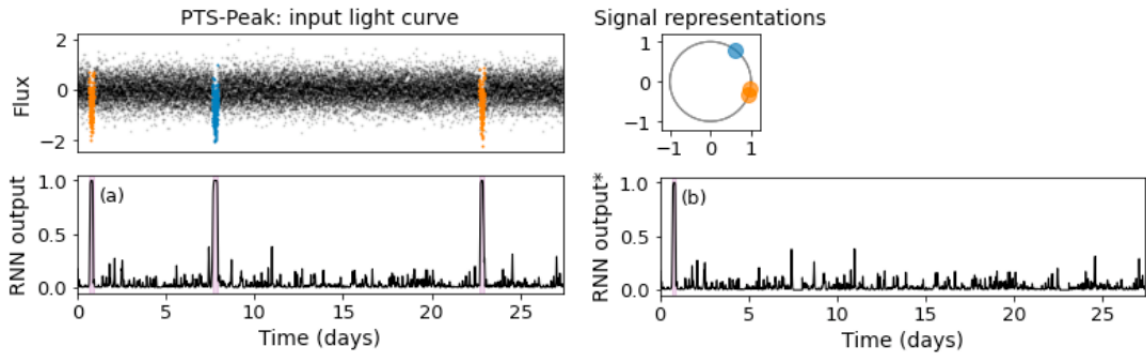 PTS-Peak: input light curve
Signal representations
Flux
2
0
−2
1
0
−1
−1 0 1
RNN output
1.0
0.5
0.0
(a)
0 5 10 15 20 25
Time (days)
RNN output*
1.0
0.5
0.0
(b)
0 5 10 15 20 25
Time (days)